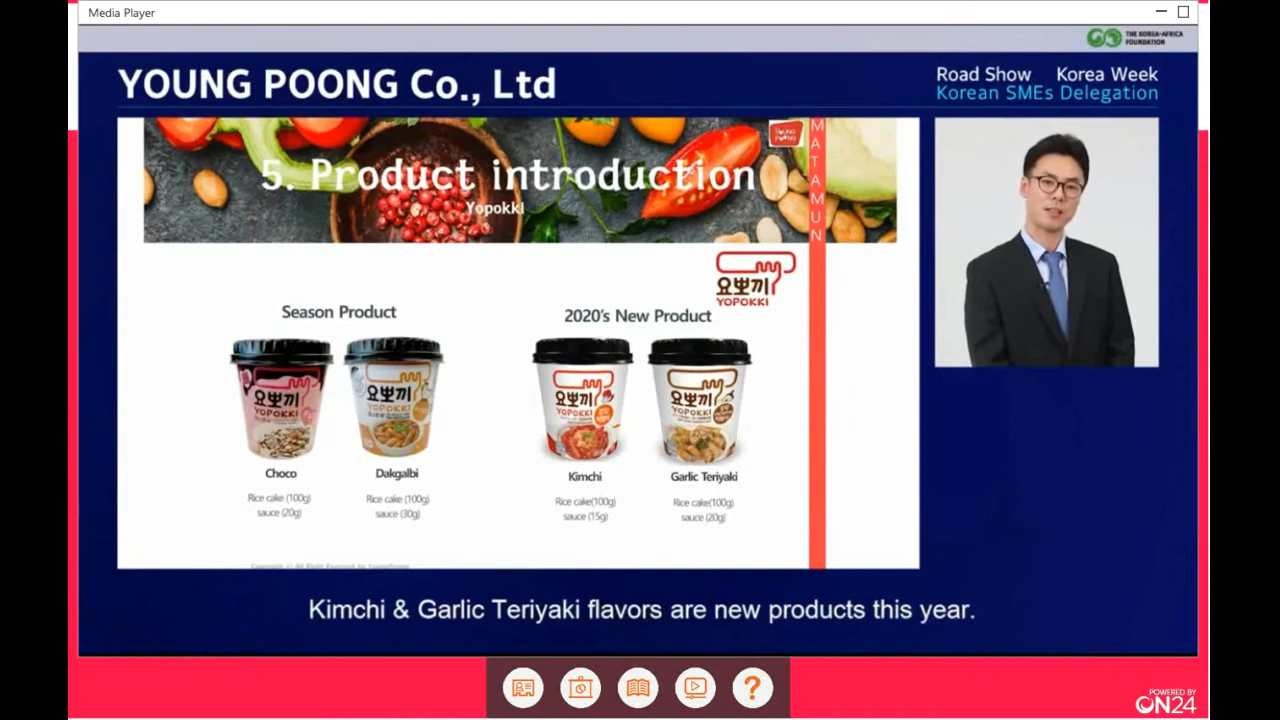 Media Player
THE KOREA-AFRICA
FOUNDATION
YOUNG POONG Co., Ltd
Road Show Korea Week
Korean SMEs Delegation
5. Product introduction
Yopokki
YOUNG
POONG
MATAMUN
요뽀끼
YOPOKKI
Season Product
2020's New Product
요뽀끼
YOPOKKI
요뽀끼
YOPOKKI
요뽀끼
YOPOKKI
요뽀끼
YOPOKKI
Choco
Dakgalbi
Kimchi
Garlic Teriyaki
Rice cake (100g)
sauce (20g)
Rice cake (100g)
sauce (30g)
Rice cake(100g)
sauce (15g)
Rice cake(100g)
sauce (20g)
Kimchi & Garlic Teriyaki flavors are new products this year.
?
POWERED BY
ON24